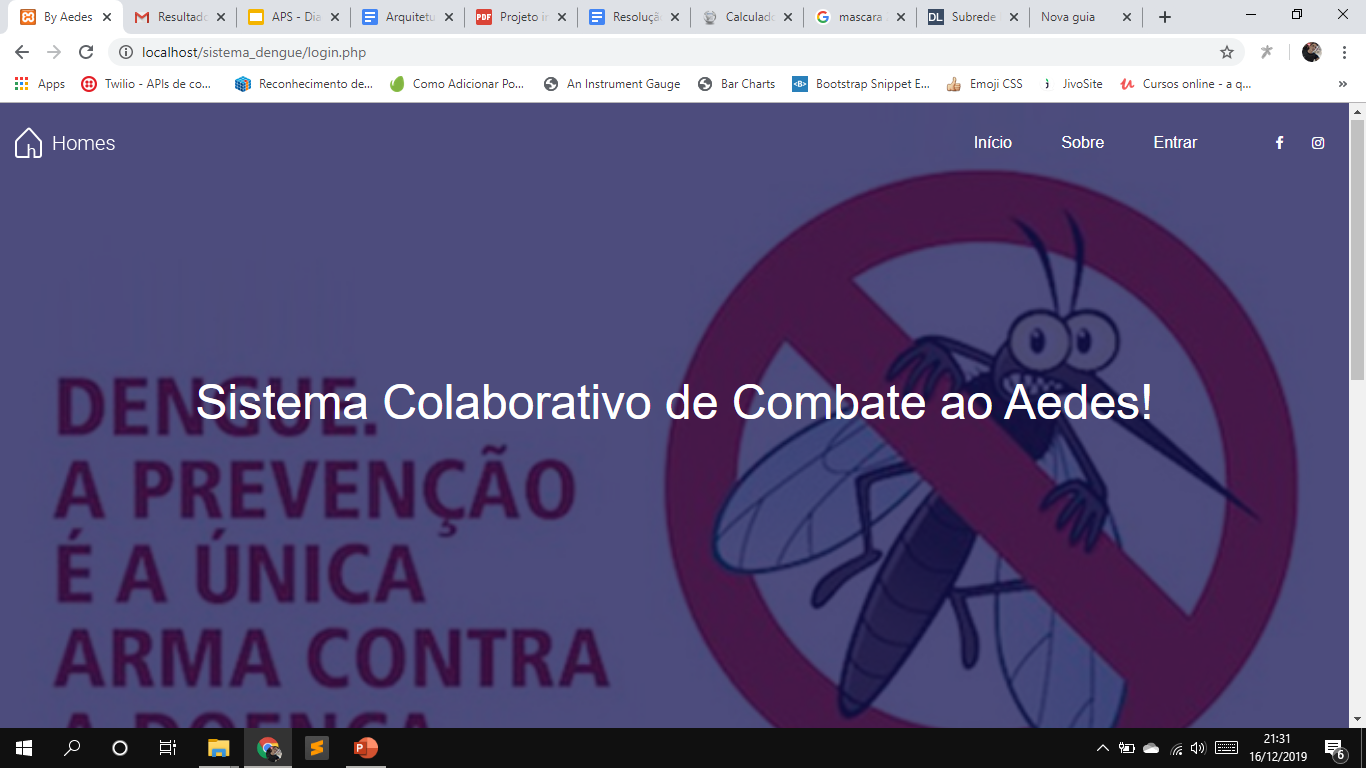 By Aedes
Resultado
APS - Dia
Arquitetu
Projeto in
Resoluçã
Calculado
mascara
Subrede
Nova guia
localhost/sistema_dengue/login.php
Apps
Twilio - APIs de co...
Reconhecimento de...
Como Adicionar Po...
An Instrument Gauge
Bar Charts
Bootstrap Snippet E...
Emoji CSS
JivoSite
Cursos online - a q...
Homes
Início
Sobre
Entrar
Sistema Colaborativo de Combate ao Aedes!
DENGUE.
A PREVENÇÃO
É A ÚNICA
ARMA CONTRA
A DOENÇA
21:31
16/12/2019
6